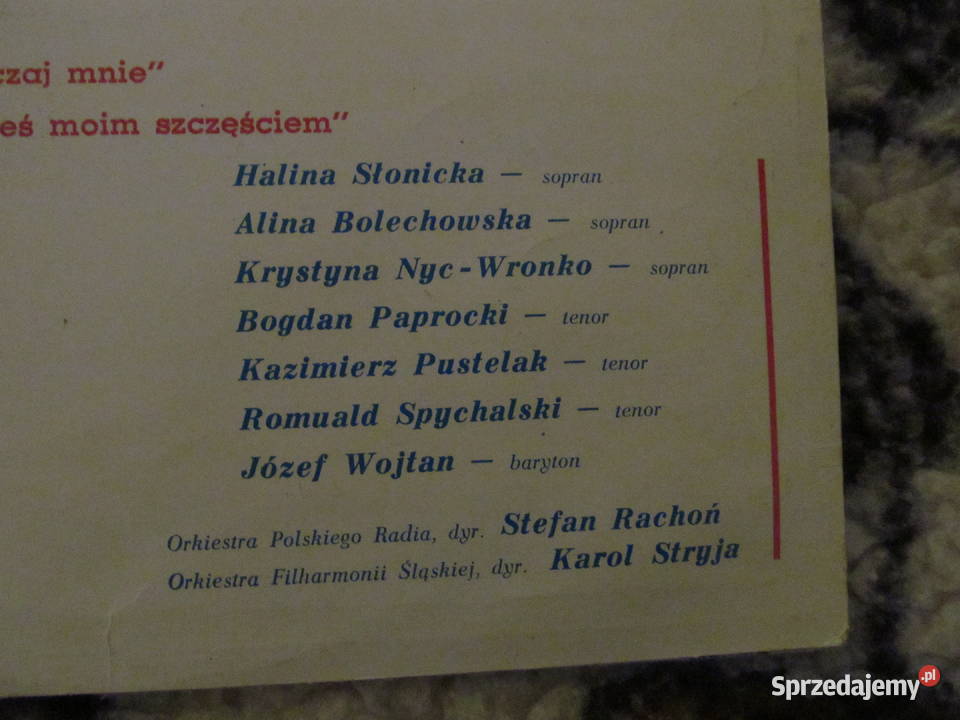 czaj mnie”
eś moim szczęściem”
Halina Słonicka — sopran
Alina Bolechowska — sopran
Krystyna Nyc-Wronko — sopran
Bogdan Paprocki — tenor
Kazimierz Pustelak — tenor
Romuald Spychalski — tenor
Józef Wojtan — baryton
Orkiestra Polskiego Radia, dyr. Stefan Rachoń
Orkiestra Filharmonii Śląskiej, dyr. Karol Stryja
Sprzedajemy.pl